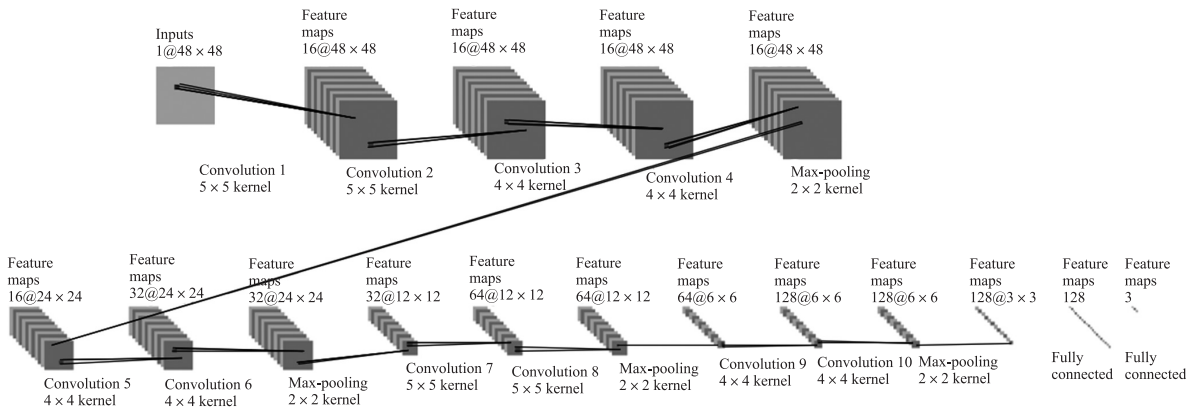 Inputs
1@48 × 48
Feature
maps
16@48 × 48
Feature
maps
16@48 × 48
Feature
maps
16@48 × 48
Feature
maps
16@48 × 48
Convolution 1
5 × 5 kernel
Convolution 2
5 × 5 kernel
Convolution 3
4 × 4 kernel
Convolution 4
4 × 4 kernel
Max-pooling
2 × 2 kernel
Feature
maps
16@24 × 24
Feature
maps
32@24 × 24
Feature
maps
32@24 × 24
Feature
maps
32@12 × 12
Feature
maps
64@12 × 12
Feature
maps
64@12 × 12
Feature
maps
64@6 × 6
Feature
maps
128@6 × 6
Feature
maps
128@6 × 6
Feature
maps
128@3 × 3
Feature
maps
128
Feature
maps
3
Convolution 5
4 × 4 kernel
Convolution 6
4 × 4 kernel
Max-pooling
2 × 2 kernel
Convolution 7
5 × 5 kernel
Convolution 8
5 × 5 kernel
Max-pooling
2 × 2 kernel
Convolution 9
4 × 4 kernel
Convolution 10
4 × 4 kernel
Max-pooling
2 × 2 kernel
Fully
connected
Fully
connected